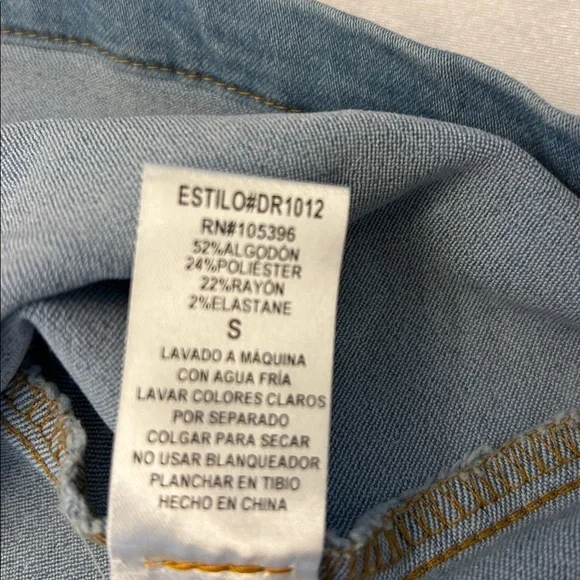 ESTILO#DR1012
RN#105396
52%ALGODÓN
24%POLIÉSTER
22%RAYÓN
2%ELASTANE
S
LAVADO A MÁQUINA
CON AGUA FRÍA
LAVAR COLORES CLAROS
POR SEPARADO
COLGAR PARA SECAR
NO USAR BLANQUEADOR
PLANCHAR EN TIBIO
HECHO EN CHINA